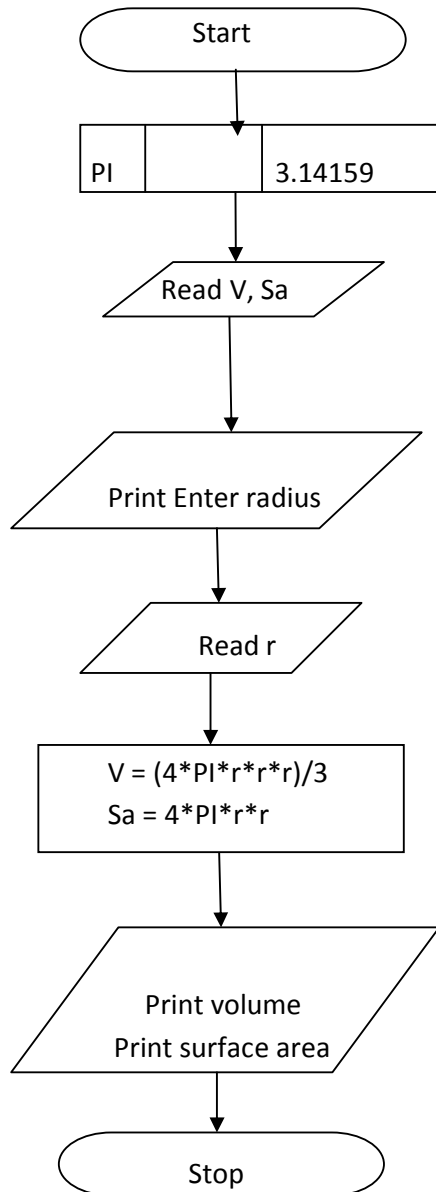 Start
PI 3.14159
Read V, Sa
Print Enter radius
Read r
V = (4*PI*r*r*r)/3
Sa = 4*PI*r*r
Print volume
Print surface area
Stop